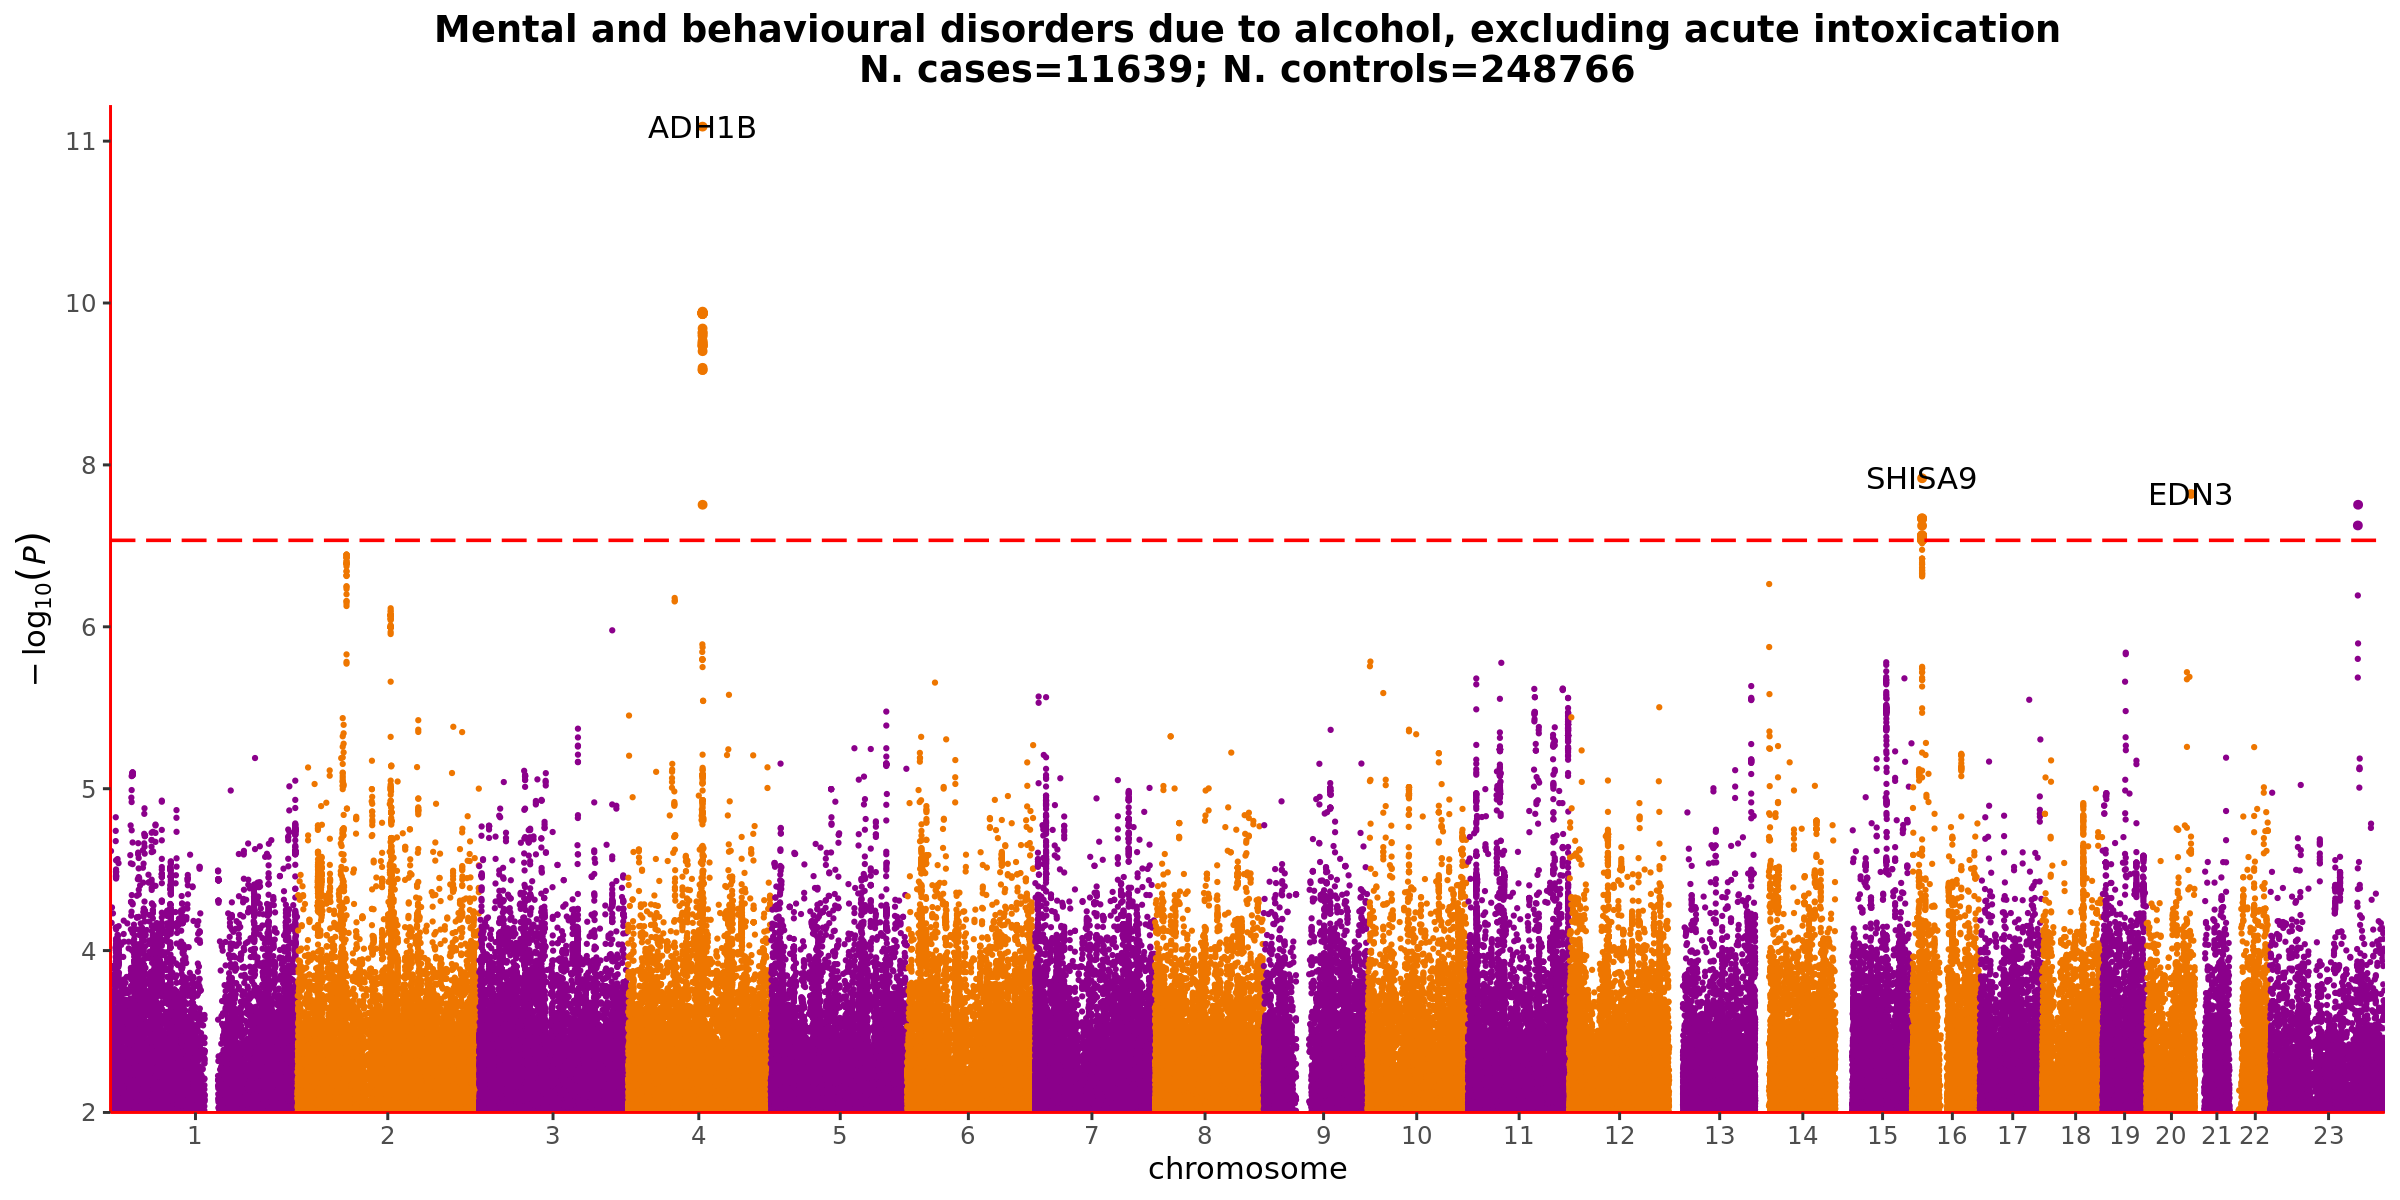 Mental and behavioural disorders due to alcohol, excluding acute intoxication
N. cases=11639; N. controls=248766
ADH1B
SHISA9
EDN3
11
10
8
6
5
4
2
−log10(P)
1 2 3 4 5 6 7 8 9 10 11 12 13 14 15 16 17 18 19 20 21 22 23
chromosome